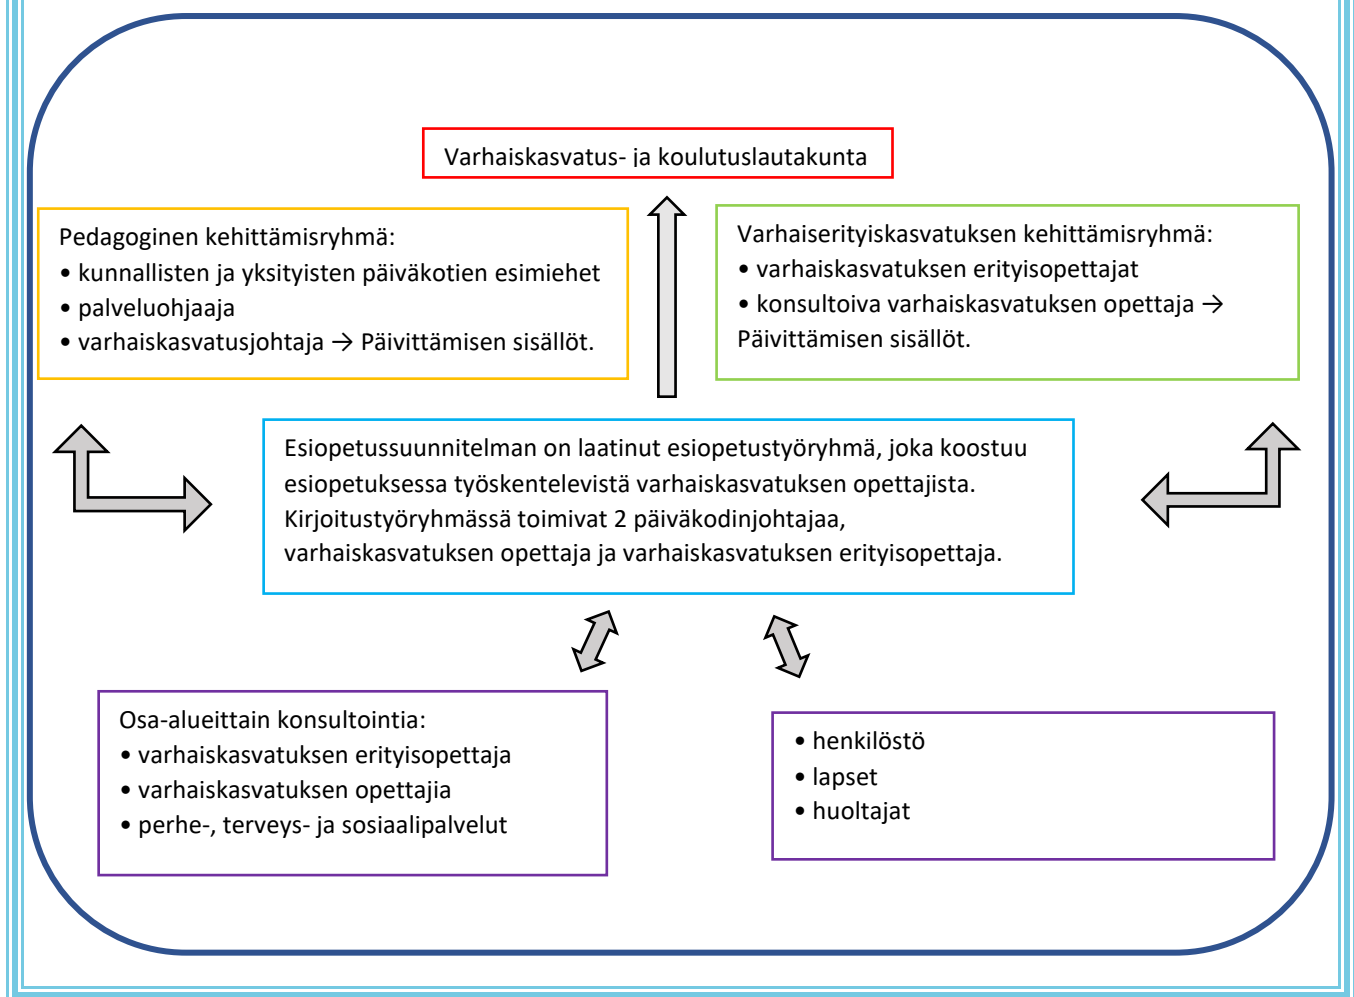 Varhaiskasvatus- ja koulutuslautakunta
Pedagoginen kehittämisryhmä:
• kunnallisten ja yksityisten päiväkotien esimiehet
• palveluohjaaja
• varhaiskasvatusjohtaja → Päivittämisen sisällöt.
Varhaiserityiskasvatuksen kehittämisryhmä:
• varhaiskasvatuksen erityisopettajat
• konsultoiva varhaiskasvatuksen opettaja →
Päivittämisen sisällöt.
Esiopetussuunnitelman on laatinut esiopetustyöryhmä, joka koostuu
esiopetuksessa työskentelevistä varhaiskasvatuksen opettajista.
Kirjoitustyöryhmässä toimivat 2 päiväkodinjohtajaa,
varhaiskasvatuksen opettaja ja varhaiskasvatuksen erityisopettaja.
Osa-alueittain konsultointia:
• varhaiskasvatuksen erityisopettaja
• varhaiskasvatuksen opettajia
• perhe-, terveys- ja sosiaalipalvelut
• henkilöstö
• lapset
• huoltajat